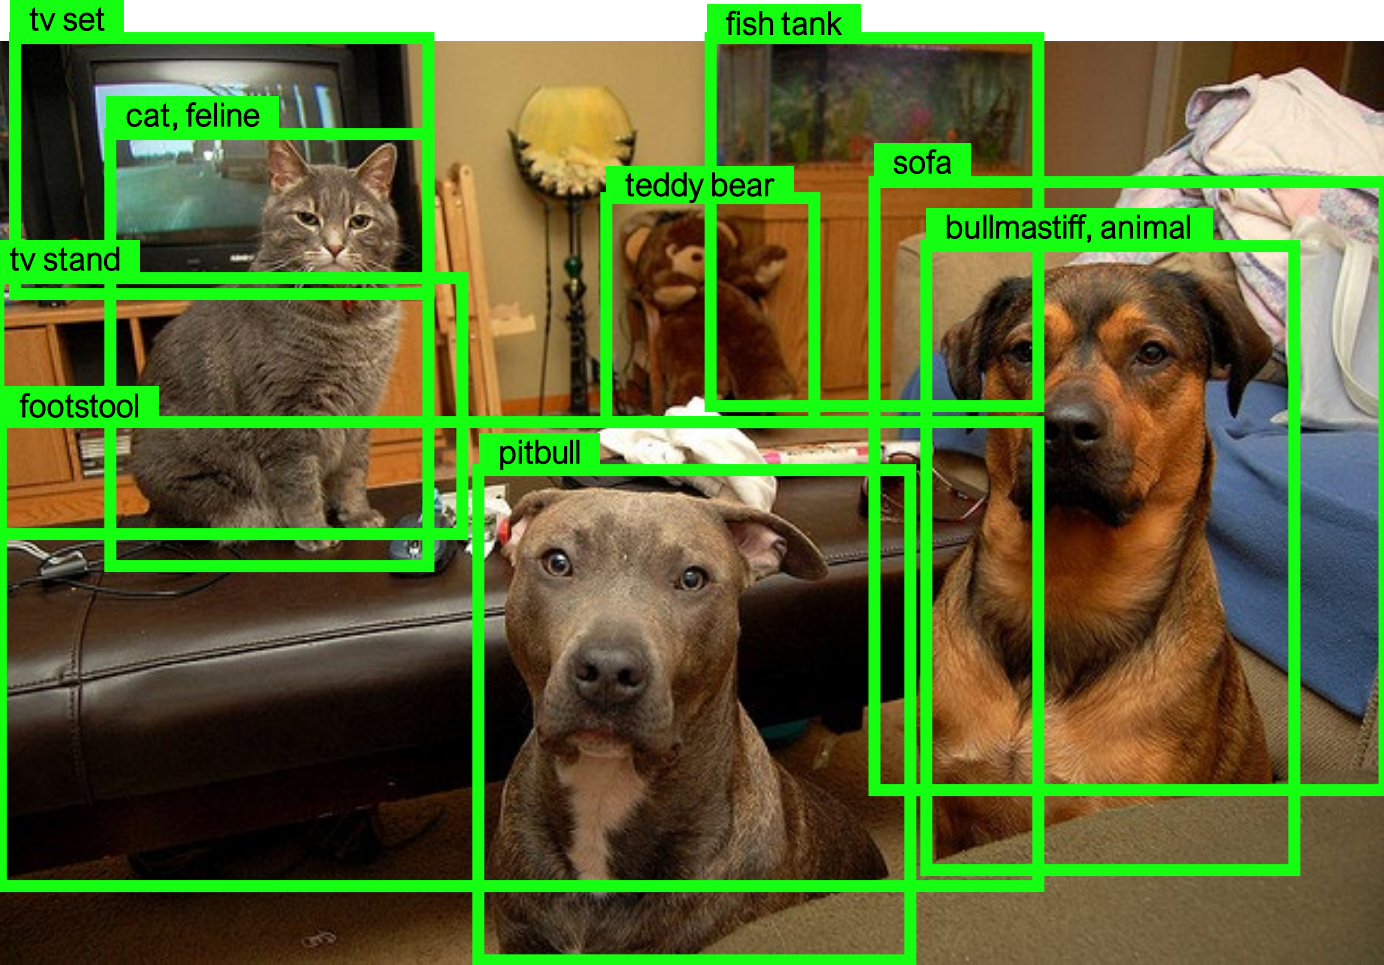 tv set
fish tank
cat, feline
sofa
teddy bear
bullmastiff, animal
tv stand
footstool
pitbull